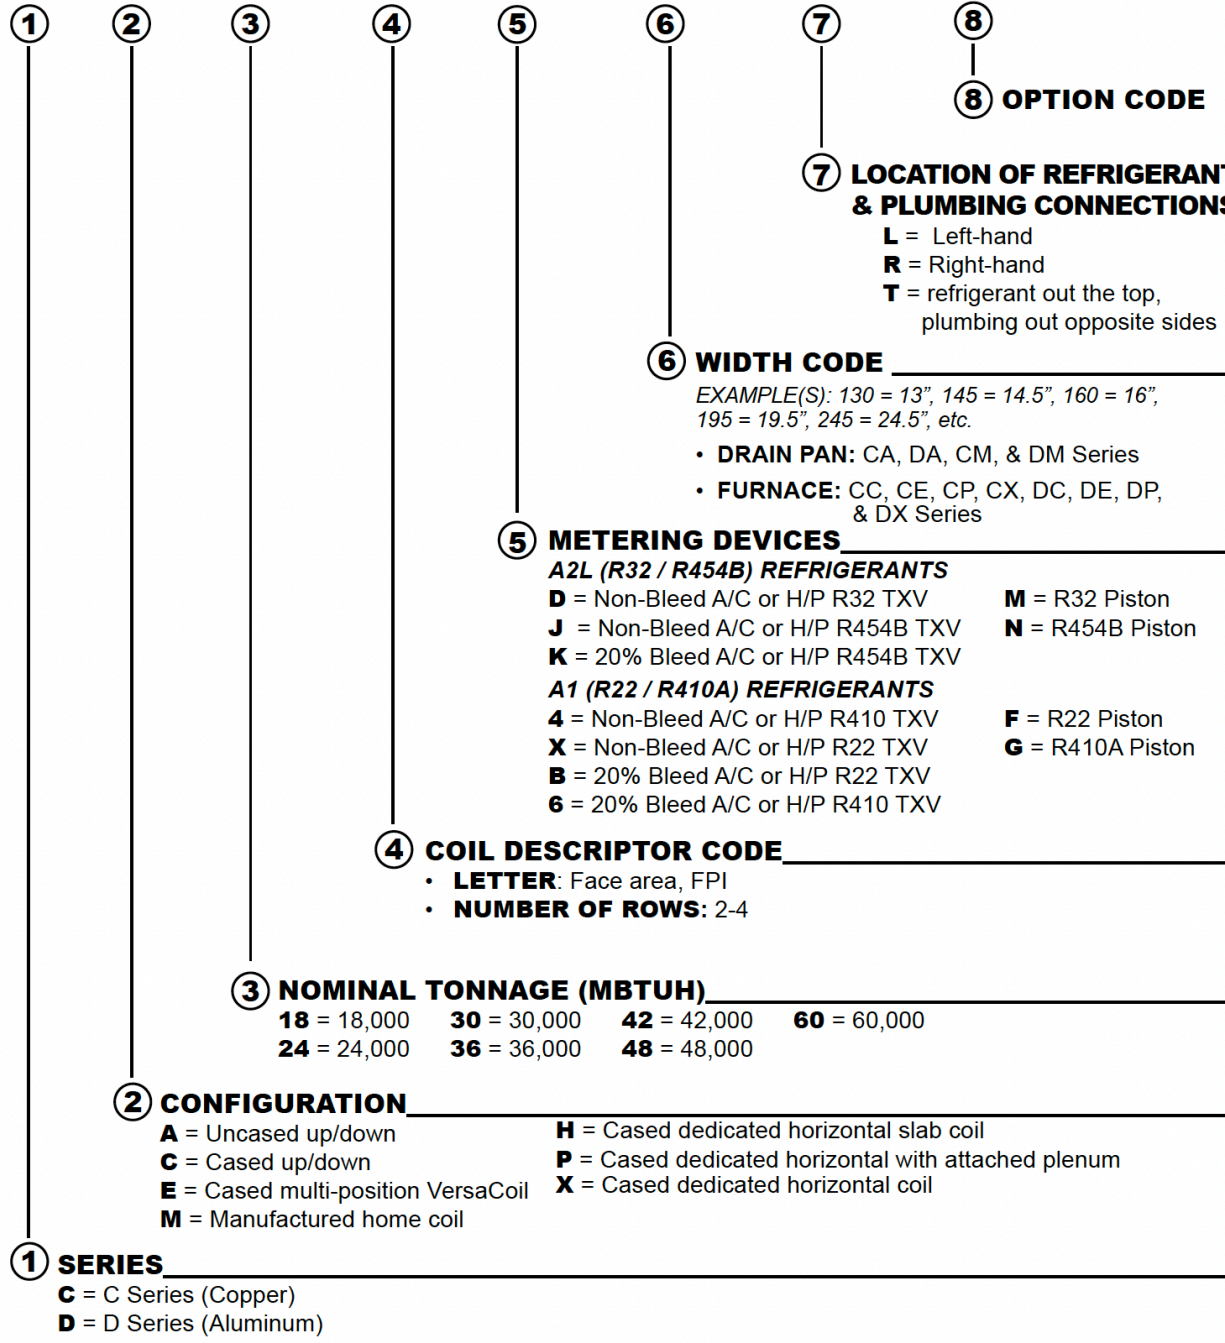 1 2 3 4 5 6 7 8
8 OPTION CODE
7 LOCATION OF REFRIGERANT
& PLUMBING CONNECTIONS
L = Left-hand
R = Right-hand
T = refrigerant out the top,
plumbing out opposite sides
6 WIDTH CODE
EXAMPLE(S): 130 = 13”, 145 = 14.5”, 160 = 16”,
195 = 19.5”, 245 = 24.5”, etc.
• DRAIN PAN: CA, DA, CM, & DM Series
• FURNACE: CC, CE, CP, CX, DC, DE, DP,
& DX Series
5 METERING DEVICES
A2L (R32 / R454B) REFRIGERANTS
D = Non-Bleed A/C or H/P R32 TXV M = R32 Piston
J = Non-Bleed A/C or H/P R454B TXV N = R454B Piston
K = 20% Bleed A/C or H/P R454B TXV
A1 (R22 / R410A) REFRIGERANTS
4 = Non-Bleed A/C or H/P R410 TXV F = R22 Piston
X = Non-Bleed A/C or H/P R22 TXV G = R410A Piston
B = 20% Bleed A/C or H/P R22 TXV
6 = 20% Bleed A/C or H/P R410 TXV
4 COIL DESCRIPTOR CODE
• LETTER: Face area, FPI
• NUMBER OF ROWS: 2-4
3 NOMINAL TONNAGE (MBTUH)
18 = 18,000 30 = 30,000 42 = 42,000 60 = 60,000
24 = 24,000 36 = 36,000 48 = 48,000
2 CONFIGURATION
A = Uncased up/down H = Cased dedicated horizontal slab coil
C = Cased up/down P = Cased dedicated horizontal with attached plenum
E = Cased multi-position VersaCoil X = Cased dedicated horizontal coil
M = Manufactured home coil
1 SERIES
C = C Series (Copper)
D = D Series (Aluminum)